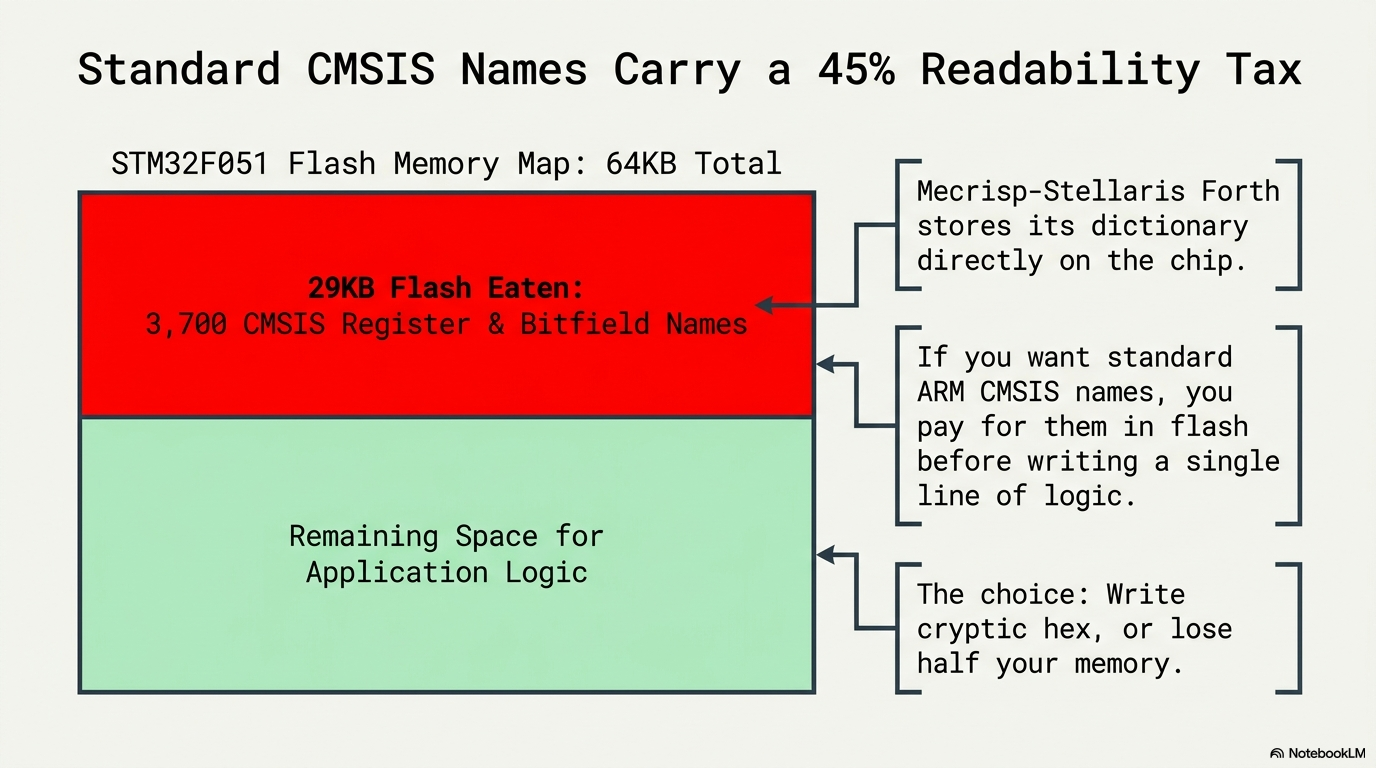 Standard CMSIS Names Carry a 45% Readability Tax
STM32F051 Flash Memory Map: 64KB Total
29KB Flash Eaten:
3,700 CMSIS Register & Bitfield Names
Remaining Space for
Application Logic
Mecrisp-Stellaris Forth
stores its dictionary
directly on the chip.
If you want standard
ARM CMSIS names, you
pay for them in flash
before writing a single
line of logic.
The choice: Write
cryptic hex, or lose
half your memory.
NotebookLM